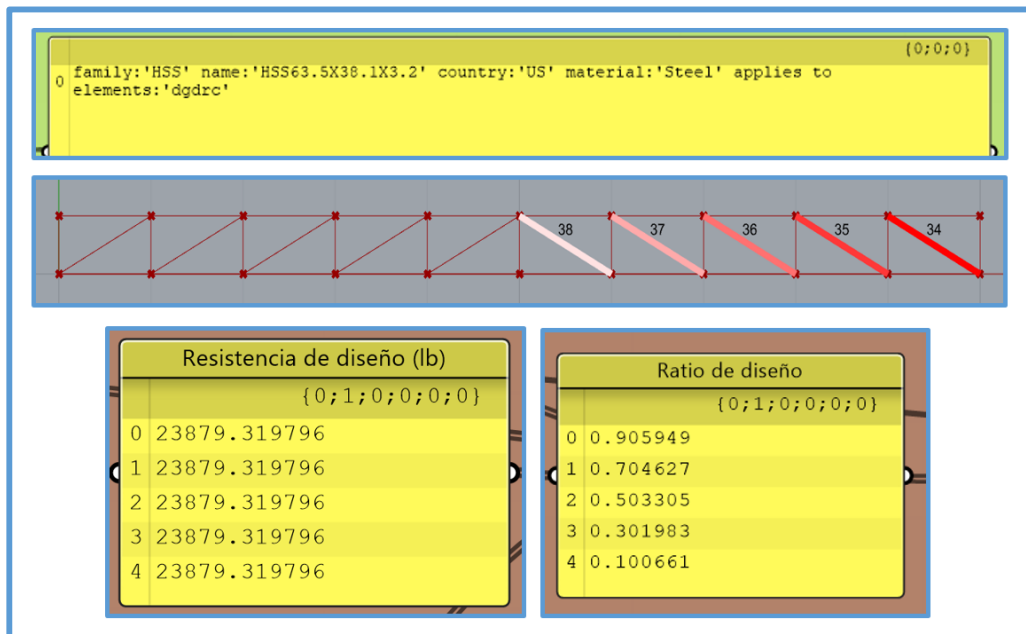 {0;0;0}
0 family:'HSS' name:'HSS63.5X38.1X3.2' country:'US' material:'Steel' applies to
elements:'dgdrc'
38 37 36 35 34
Resistencia de diseño (lb)
{0;1;0;0;0;0}
0 23879.319796
1 23879.319796
2 23879.319796
3 23879.319796
4 23879.319796
Ratio de diseño
{0;1;0;0;0;0}
0 0.905949
1 0.704627
2 0.503305
3 0.301983
4 0.100661